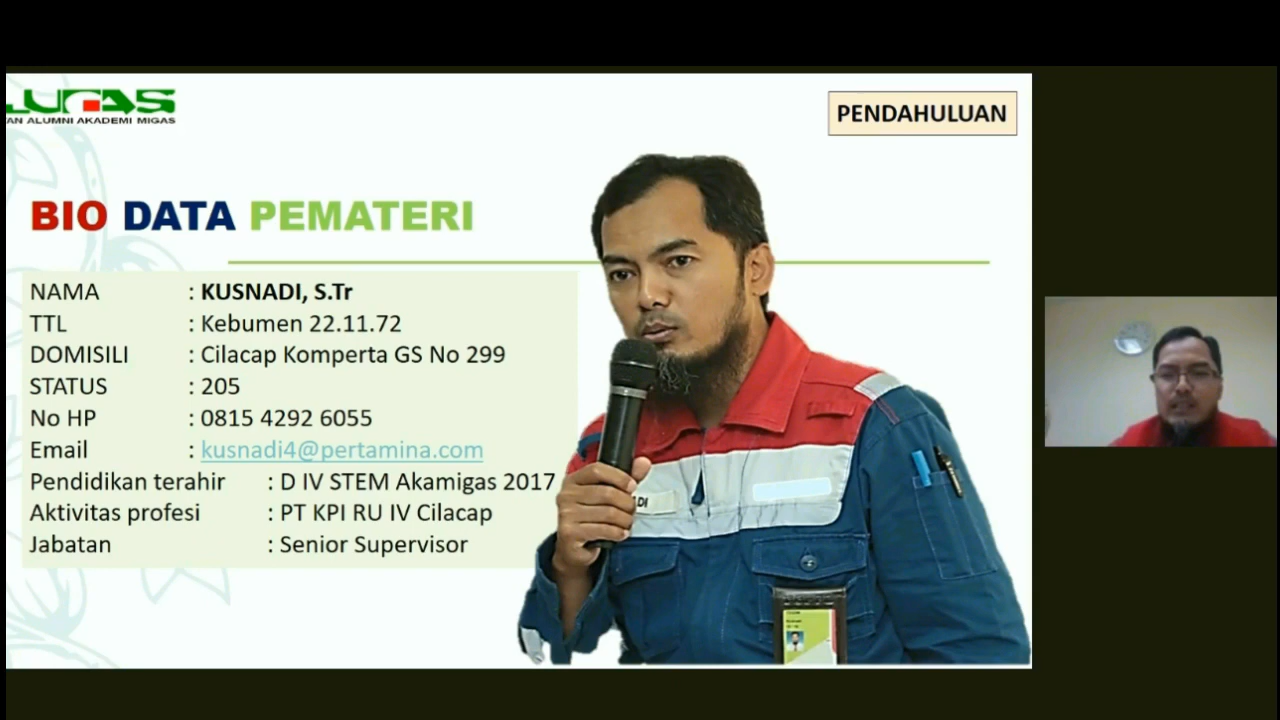 AN ALUMNI AKADEMI MIGAS
PENDAHULUAN
BIO DATA PEMATERI
NAMA : KUSNADI, S.Tr
TTL : Kebumen 22.11.72
DOMISILI : Cilacap Komperta GS No 299
STATUS : 205
No HP : 0815 4292 6055
Email : kusnadi4@pertamina.com
Pendidikan terahir : D IV STEM Akamigas 2017
Aktivitas profesi : PT KPI RU IV Cilacap
Jabatan : Senior Supervisor